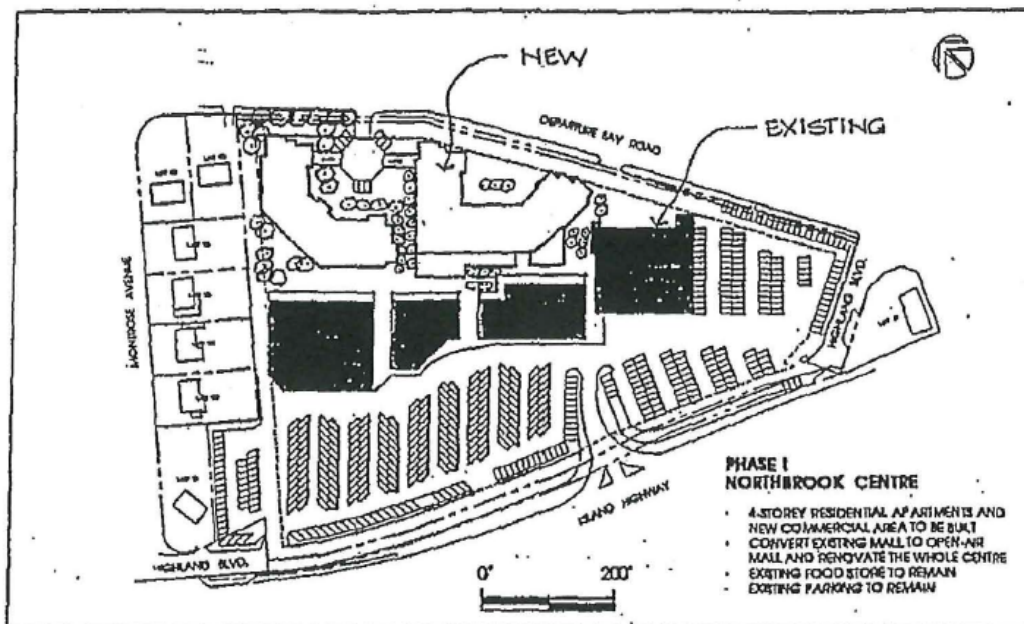 NEW
EXISTING
DEPARTURE BAY ROAD
MONTROSE AVENUE
HIGHLAND BLVD.
ISLAND HIGHWAY
HIGHLAND BLVD.
PHASE I
NORTHBROOK CENTRE
· 4-STOREY RESIDENTIAL APARTMENTS AND
NEW COMMERCIAL AREA TO BE BUILT
· CONVERT EXISTING MALL TO OPEN-AIR
MALL AND RENOVATE THE WHOLE CENTRE
· EXISTING FOOD STORE TO REMAIN
· EXISTING PARKING TO REMAIN
0'
200'